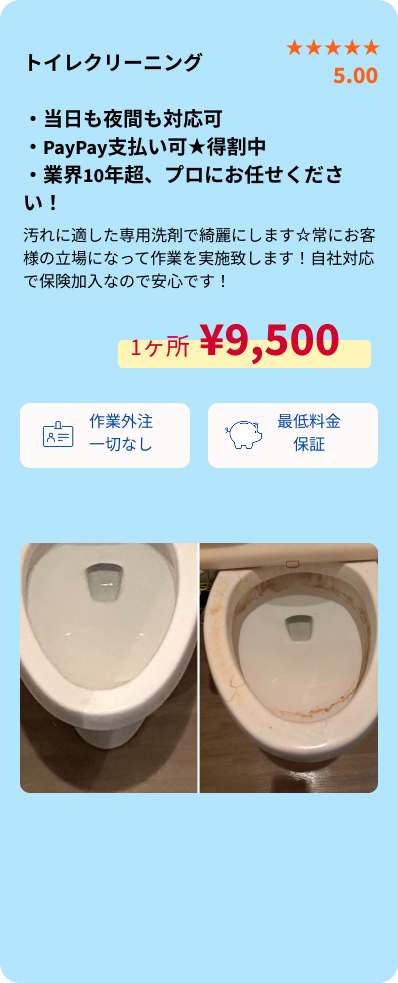 トイレクリーニング
★★★★★
5.00
・当日も夜間も対応可
・PayPay支払い可★得割中
・業界10年超、プロにお任せくださ
い！
汚れに適した専用洗剤で綺麗にします☆常にお客
様の立場になって作業を実施致します！自社対応
で保険加入なので安心です！
1ヶ所 ¥9,500
作業外注
一切なし
最低料金
保証